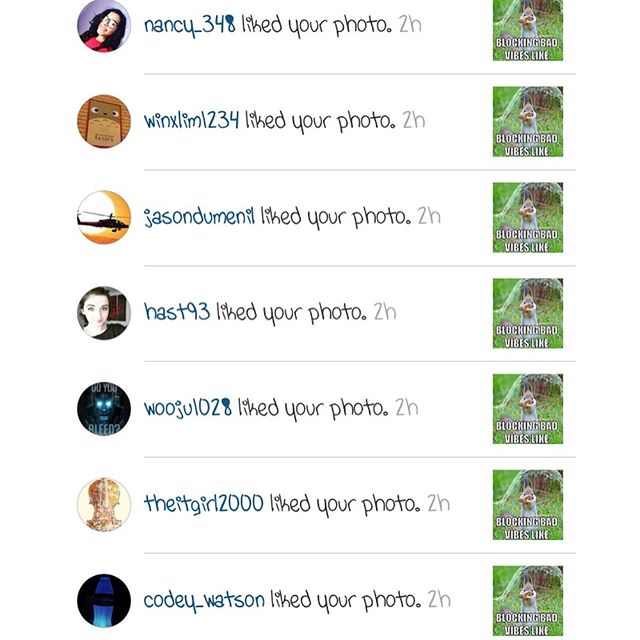 nancy_348 liked your photo. 2h
BLOCKING BAD
VIBES LIKE
winxlim1234 liked your photo. 2h
BLOCKING BAD
VIBES LIKE
jasondumenil liked your photo. 2h
BLOCKING BAD
VIBES LIKE
hast93 liked your photo. 2h
BLOCKING BAD
VIBES LIKE
DO YOU
BLEED?
wooju1028 liked your photo. 2h
BLOCKING BAD
VIBES LIKE
theitgirl2000 liked your photo. 2h
BLOCKING BAD
VIBES LIKE
codey_watson liked your photo. 2h
BLOCKING BAD
VIBES LIKE